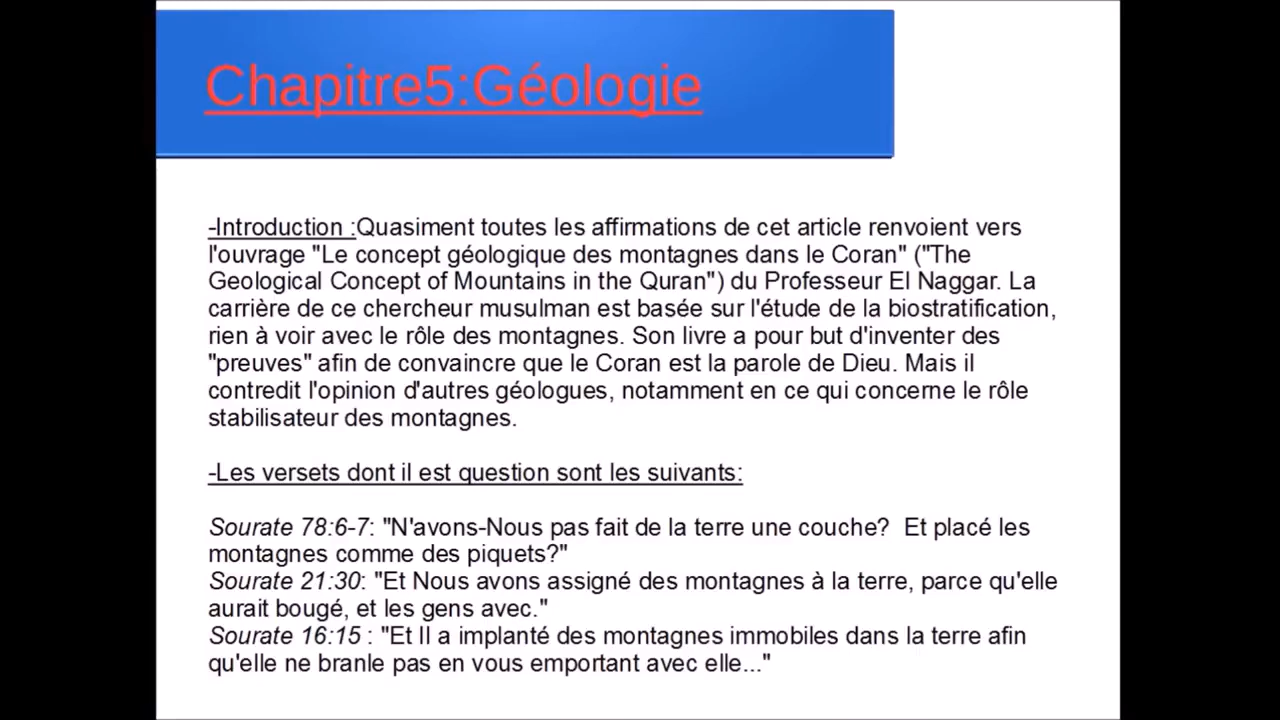 Chapitre5:Géologie
-Introduction :Quasiment toutes les affirmations de cet article renvoient vers
l'ouvrage "Le concept géologique des montagnes dans le Coran" ("The
Geological Concept of Mountains in the Quran") du Professeur El Naggar. La
carrière de ce chercheur musulman est basée sur l'étude de la biostratification,
rien à voir avec le rôle des montagnes. Son livre a pour but d'inventer des
"preuves" afin de convaincre que le Coran est la parole de Dieu. Mais il
contredit l'opinion d'autres géologues, notamment en ce qui concerne le rôle
stabilisateur des montagnes.
-Les versets dont il est question sont les suivants:
Sourate 78:6-7: "N'avons-Nous pas fait de la terre une couche?  Et placé les
montagnes comme des piquets?"
Sourate 21:30: "Et Nous avons assigné des montagnes à la terre, parce qu'elle
aurait bougé, et les gens avec."
Sourate 16:15 : "Et Il a implanté des montagnes immobiles dans la terre afin
qu'elle ne branle pas en vous emportant avec elle..."